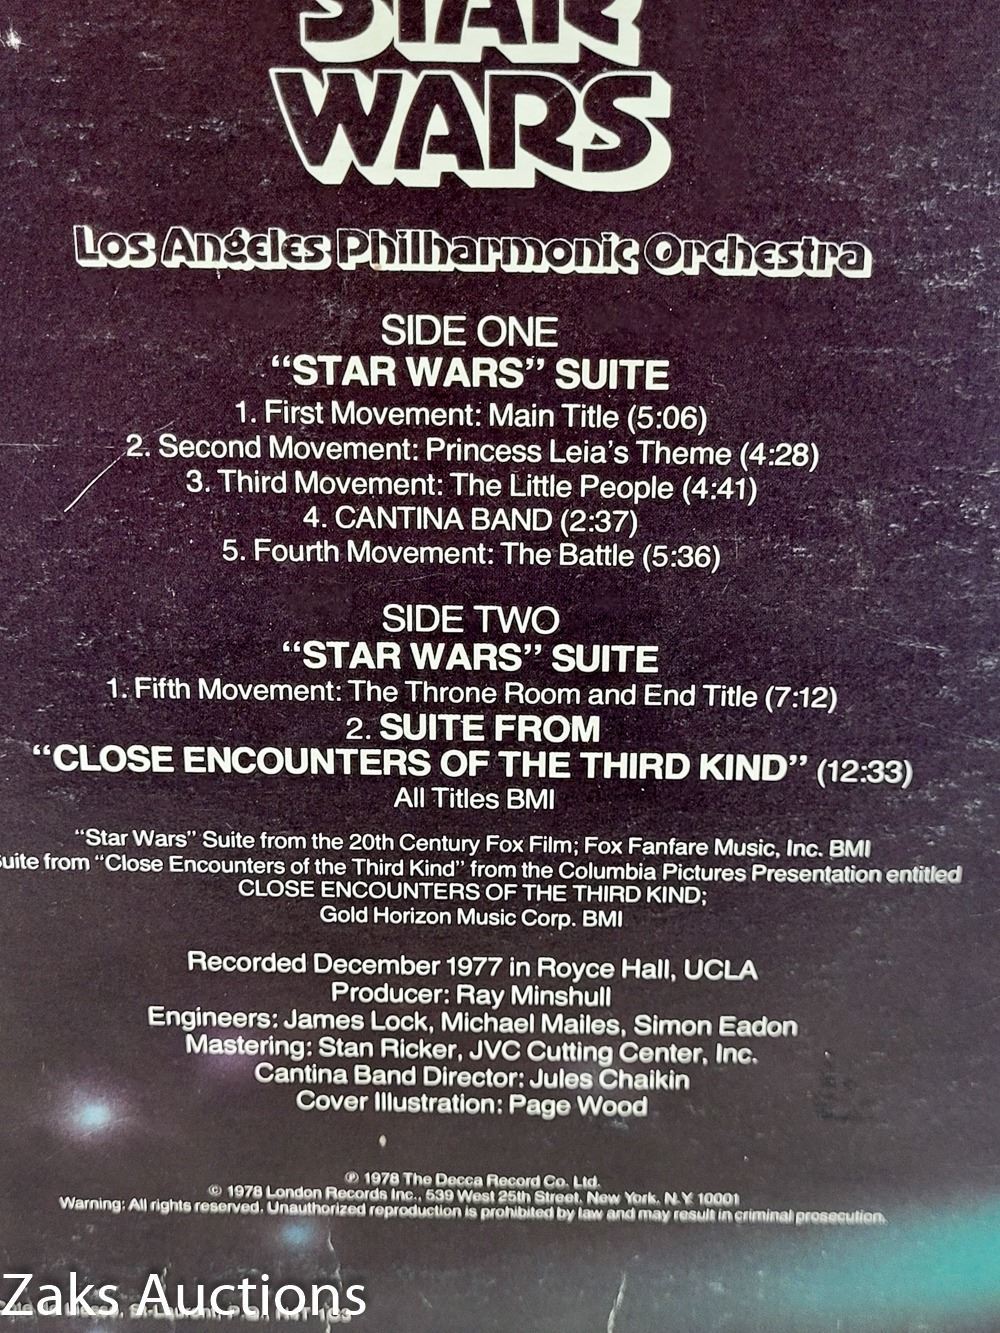 STAR
WARS
Los Angeles Philharmonic Orchestra
SIDE ONE
“STAR WARS” SUITE
1. First Movement: Main Title (5:06)
2. Second Movement: Princess Leia’s Theme (4:28)
3. Third Movement: The Little People (4:41)
4. CANTINA BAND (2:37)
5. Fourth Movement: The Battle (5:36)
SIDE TWO
“STAR WARS” SUITE
1. Fifth Movement: The Throne Room and End Title (7:12)
2. SUITE FROM
“CLOSE ENCOUNTERS OF THE THIRD KIND” (12:33)
All Titles BMI
“Star Wars” Suite from the 20th Century Fox Film; Fox Fanfare Music, Inc. BMI
Suite from “Close Encounters of the Third Kind” from the Columbia Pictures Presentation entitled
CLOSE ENCOUNTERS OF THE THIRD KIND;
Gold Horizon Music Corp. BMI
Recorded December 1977 in Royce Hall, UCLA
Producer: Ray Minshull
Engineers: James Lock, Michael Mailes, Simon Eadon
Mastering: Stan Ricker, JVC Cutting Center, Inc.
Cantina Band Director: Jules Chaikin
Cover Illustration: Page Wood
℗ 1978 The Decca Record Co. Ltd.
© 1978 London Records Inc., 539 West 25th Street, New York, N.Y. 10001
Warning: All rights reserved. Unauthorized reproduction is prohibited by law and may result in criminal prosecution.
Zaks Auctions
St-Laurent, P.Q.,